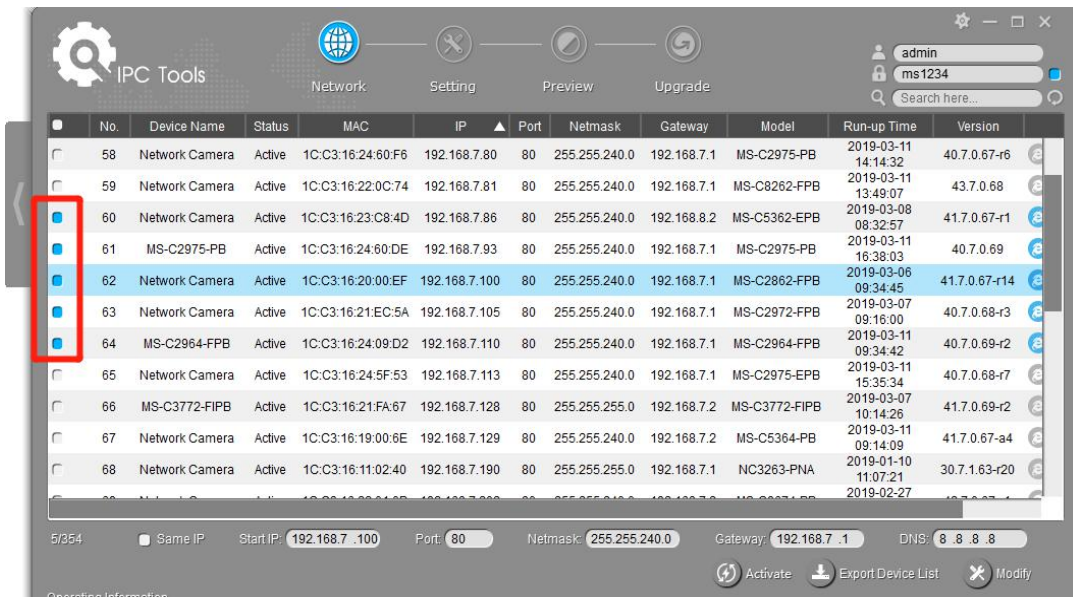 IPC Tools
Network Setting Preview Upgrade
admin
ms1234
Search here...
No. Device Name Status MAC IP Port Netmask Gateway Model Run-up Time Version
58 Network Camera Active 1C:C3:16:24:60:F6 192.168.7.80 80 255.255.240.0 192.168.7.1 MS-C2975-PB 2019-03-11 14:14:32 40.7.0.67-r6
59 Network Camera Active 1C:C3:16:22:0C:74 192.168.7.81 80 255.255.240.0 192.168.7.1 MS-C8262-FPB 2019-03-11 13:49:07 43.7.0.68
60 Network Camera Active 1C:C3:16:23:C8:4D 192.168.7.86 80 255.255.240.0 192.168.8.2 MS-C5362-EPB 2019-03-08 08:32:57 41.7.0.67-r1
61 MS-C2975-PB Active 1C:C3:16:24:60:DE 192.168.7.93 80 255.255.240.0 192.168.7.1 MS-C2975-PB 2019-03-11 16:38:03 40.7.0.69
62 Network Camera Active 1C:C3:16:20:00:EF 192.168.7.100 80 255.255.240.0 192.168.7.1 MS-C2862-FPB 2019-03-06 09:34:45 41.7.0.67-r14
63 Network Camera Active 1C:C3:16:21:EC:5A 192.168.7.105 80 255.255.240.0 192.168.7.1 MS-C2972-FPB 2019-03-07 09:16:00 40.7.0.68-r3
64 MS-C2964-FPB Active 1C:C3:16:24:09:D2 192.168.7.110 80 255.255.240.0 192.168.7.1 MS-C2964-FPB 2019-03-11 09:34:42 40.7.0.69-r2
65 Network Camera Active 1C:C3:16:24:5F:53 192.168.7.113 80 255.255.240.0 192.168.7.1 MS-C2975-EPB 2019-03-11 15:35:34 40.7.0.68-r7
66 MS-C3772-FIPB Active 1C:C3:16:21:FA:67 192.168.7.128 80 255.255.255.0 192.168.7.2 MS-C3772-FIPB 2019-03-07 10:14:26 41.7.0.69-r2
67 Network Camera Active 1C:C3:16:19:00:6E 192.168.7.129 80 255.255.240.0 192.168.7.2 MS-C5364-PB 2019-03-11 09:14:09 41.7.0.67-a4
68 Network Camera Active 1C:C3:16:11:02:40 192.168.7.190 80 255.255.255.0 192.168.7.1 NC3263-PNA 2019-01-10 11:07:21 30.7.1.63-r20
2019-02-27
5/354 Same IP Start IP: 192.168.7 .100 Port: 80 Netmask: 255.255.240.0 Gateway: 192.168.7 .1 DNS: 8 .8 .8 .8
Activate Export Device List Modify
Operating Information